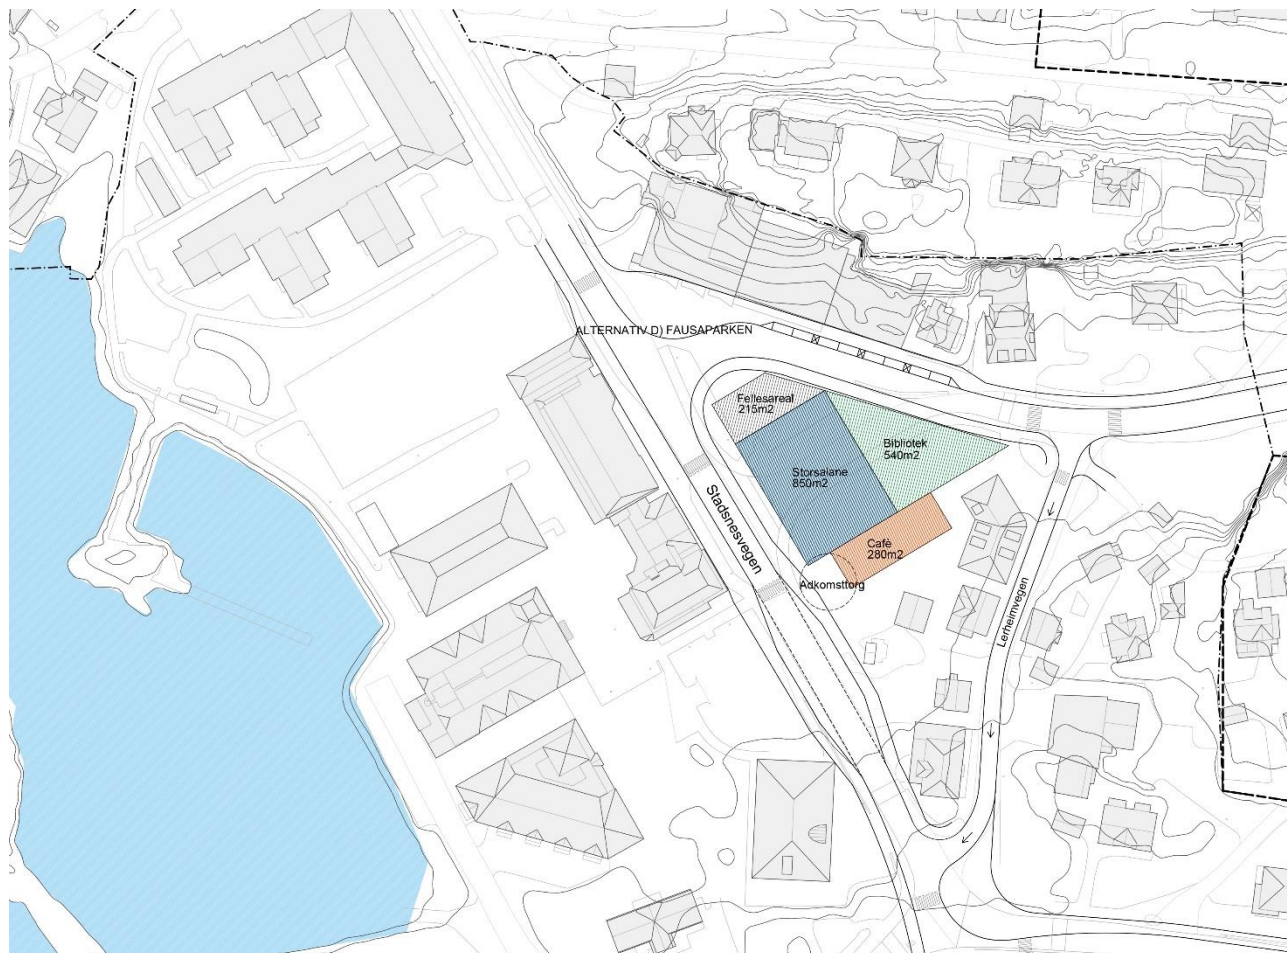 ALTERNATIV D) FAUSAPARKEN
Fellesareal
215m2
Bibliotek
540m2
Storsalane
850m2
Cafè
280m2
Adkomsttorg
Stadsnesvegen
Lerheimvegen